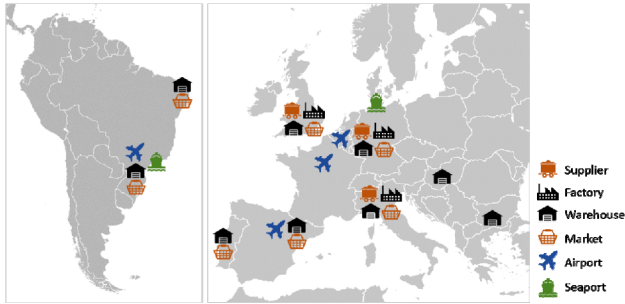 Supplier
Factory
Warehouse
Market
Airport
Seaport